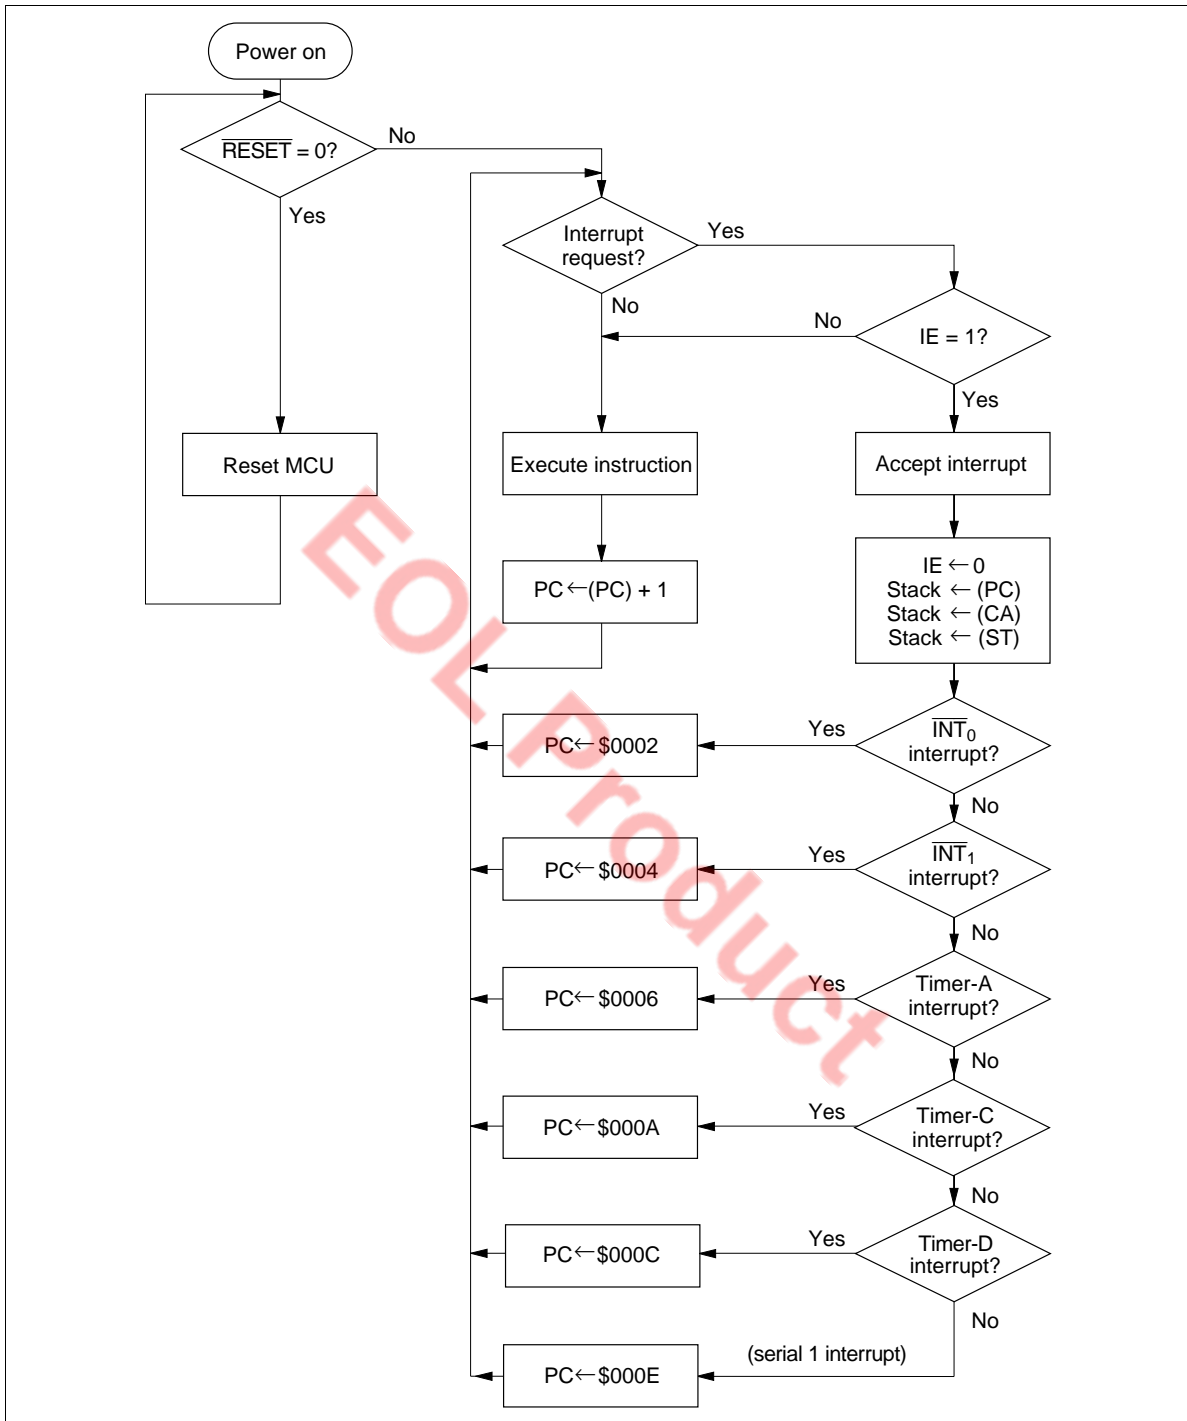 Power on
RESET = 0?
No
Yes
Interrupt
request?
Yes
No
No
IE = 1?
Yes
Reset MCU
Execute instruction
Accept interrupt
PC←(PC) + 1
IE ← 0
Stack ← (PC)
Stack ← (CA)
Stack ← (ST)
PC← $0002
Yes
INT0
interrupt?
No
PC← $0004
Yes
INT1
interrupt?
No
PC← $0006
Yes
Timer-A
interrupt?
No
PC← $000A
Yes
Timer-C
interrupt?
No
PC← $000C
Yes
Timer-D
interrupt?
No
PC← $000E
(serial 1 interrupt)
EOL Product